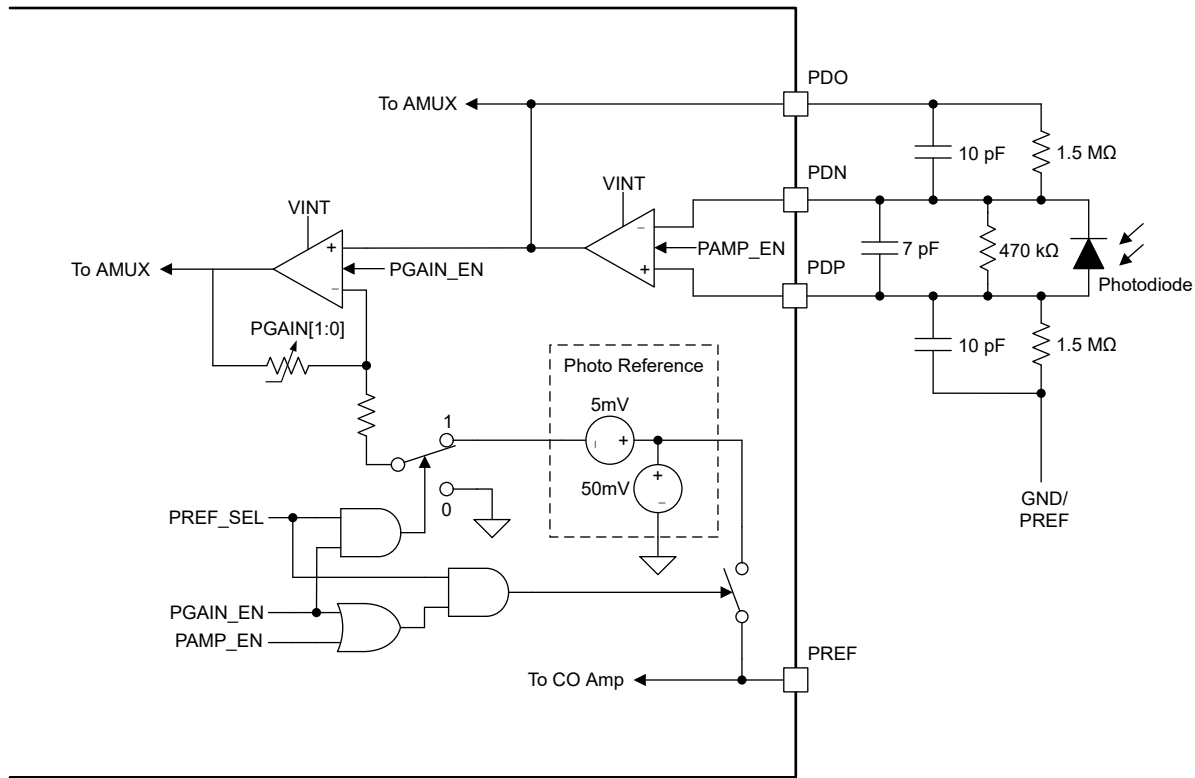 PDO
To AMUX
10 pF
1.5 MΩ
PDN
VINT
VINT
PAMP_EN
7 pF
470 kΩ
To AMUX
PGAIN_EN
PDP
Photodiode
PGAIN[1:0]
10 pF
1.5 MΩ
Photo Reference
5mV
1
50mV
0
GND/
PREF
PREF_SEL
PGAIN_EN
PAMP_EN
PREF
To CO Amp